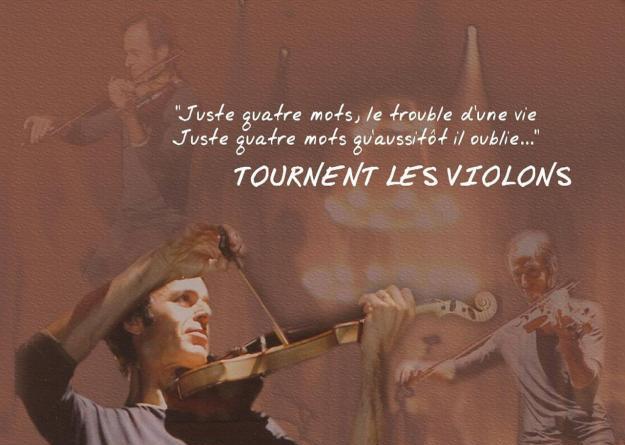 "Juste quatre mots, le trouble d'une vie
Juste quatre mots qu'aussitôt il oublie..."
TOURNENT LES VIOLONS